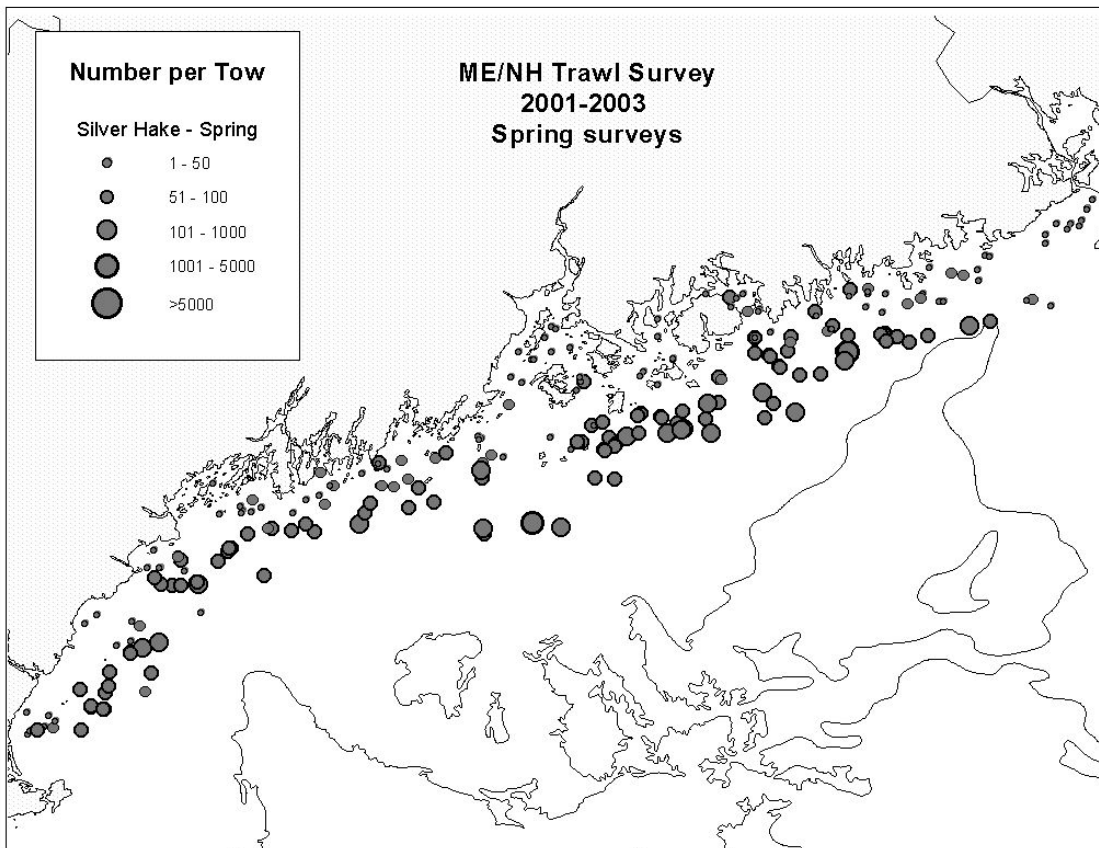 Number per Tow
Silver Hake - Spring
1 - 50
51 - 100
101 - 1000
1001 - 5000
>5000
ME/NH Trawl Survey
2001-2003
Spring surveys